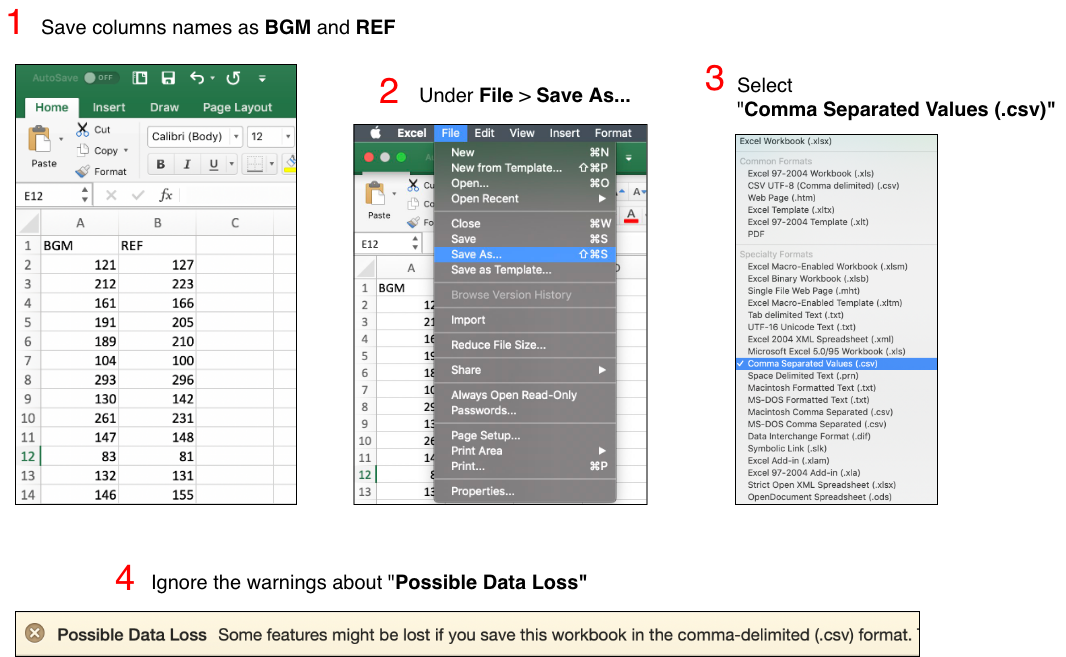 1 Save columns names as BGM and REF
AutoSave OFF
Home Insert Draw Page Layout
Paste
Cut
Copy
Format
Calibri (Body) 12
B I U
E12 fx
A B C
1 BGM REF
2 121 127
3 212 223
4 161 166
5 191 205
6 189 210
7 104 100
8 293 296
9 130 142
10 261 231
11 147 148
12 83 81
13 132 131
14 146 155
2 Under File > Save As...
Excel File Edit View Insert Format
New ⌘N
New from Template... ⇧⌘P
Open... ⌘O
Open Recent
Close ⌘W
Save ⌘S
Save As... ⇧⌘S
Save as Template...
Browse Version History
Import
Reduce File Size...
Share
Always Open Read-Only
Passwords...
Page Setup...
Print Area
Print... ⌘P
Properties...
Paste
E12
A
1 BGM
2
3
4
5
6
7
8
9
10
11
12
13
3 Select
"Comma Separated Values (.csv)"
Excel Workbook (.xlsx)
Common Formats
Excel 97-2004 Workbook (.xls)
CSV UTF-8 (Comma delimited) (.csv)
Web Page (.htm)
Excel Template (.xltx)
Excel 97-2004 Template (.xlt)
PDF
Specialty Formats
Excel Macro-Enabled Workbook (.xlsm)
Excel Binary Workbook (.xlsb)
Single File Web Page (.mht)
Excel Macro-Enabled Template (.xltm)
Tab delimited Text (.txt)
UTF-16 Unicode Text (.txt)
Excel 2004 XML Spreadsheet (.xml)
Microsoft Excel 5.0/95 Workbook (.xls)
✓ Comma Separated Values (.csv)
Space Delimited Text (.prn)
Macintosh Formatted Text (.txt)
MS-DOS Formatted Text (.txt)
Macintosh Comma Separated (.csv)
MS-DOS Comma Separated (.csv)
Data Interchange Format (.dif)
Symbolic Link (.slk)
Excel Add-in (.xlam)
Excel 97-2004 Add-in (.xla)
Strict Open XML Spreadsheet (.xlsx)
OpenDocument Spreadsheet (.ods)
4 Ignore the warnings about "Possible Data Loss"
Possible Data Loss Some features might be lost if you save this workbook in the comma-delimited (.csv) format.